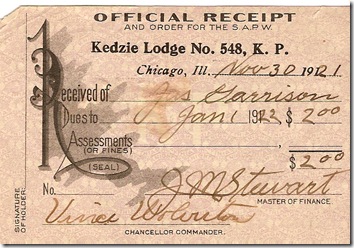 OFFICIAL RECEIPT
AND ORDER FOR THE S.A.P.W.
Kedzie Lodge No. 548, K. P.
Chicago, Ill. Nov 30 1921
Received of Jas Garrison
Dues to Jan 1 1922 $ 2 00
Assessments
(OR FINES)
(SEAL) $ 2 00
No. J M Stewart
MASTER OF FINANCE
SIGNATURE OF HOLDER:
Vince Wolverton
CHANCELLOR COMMANDER.